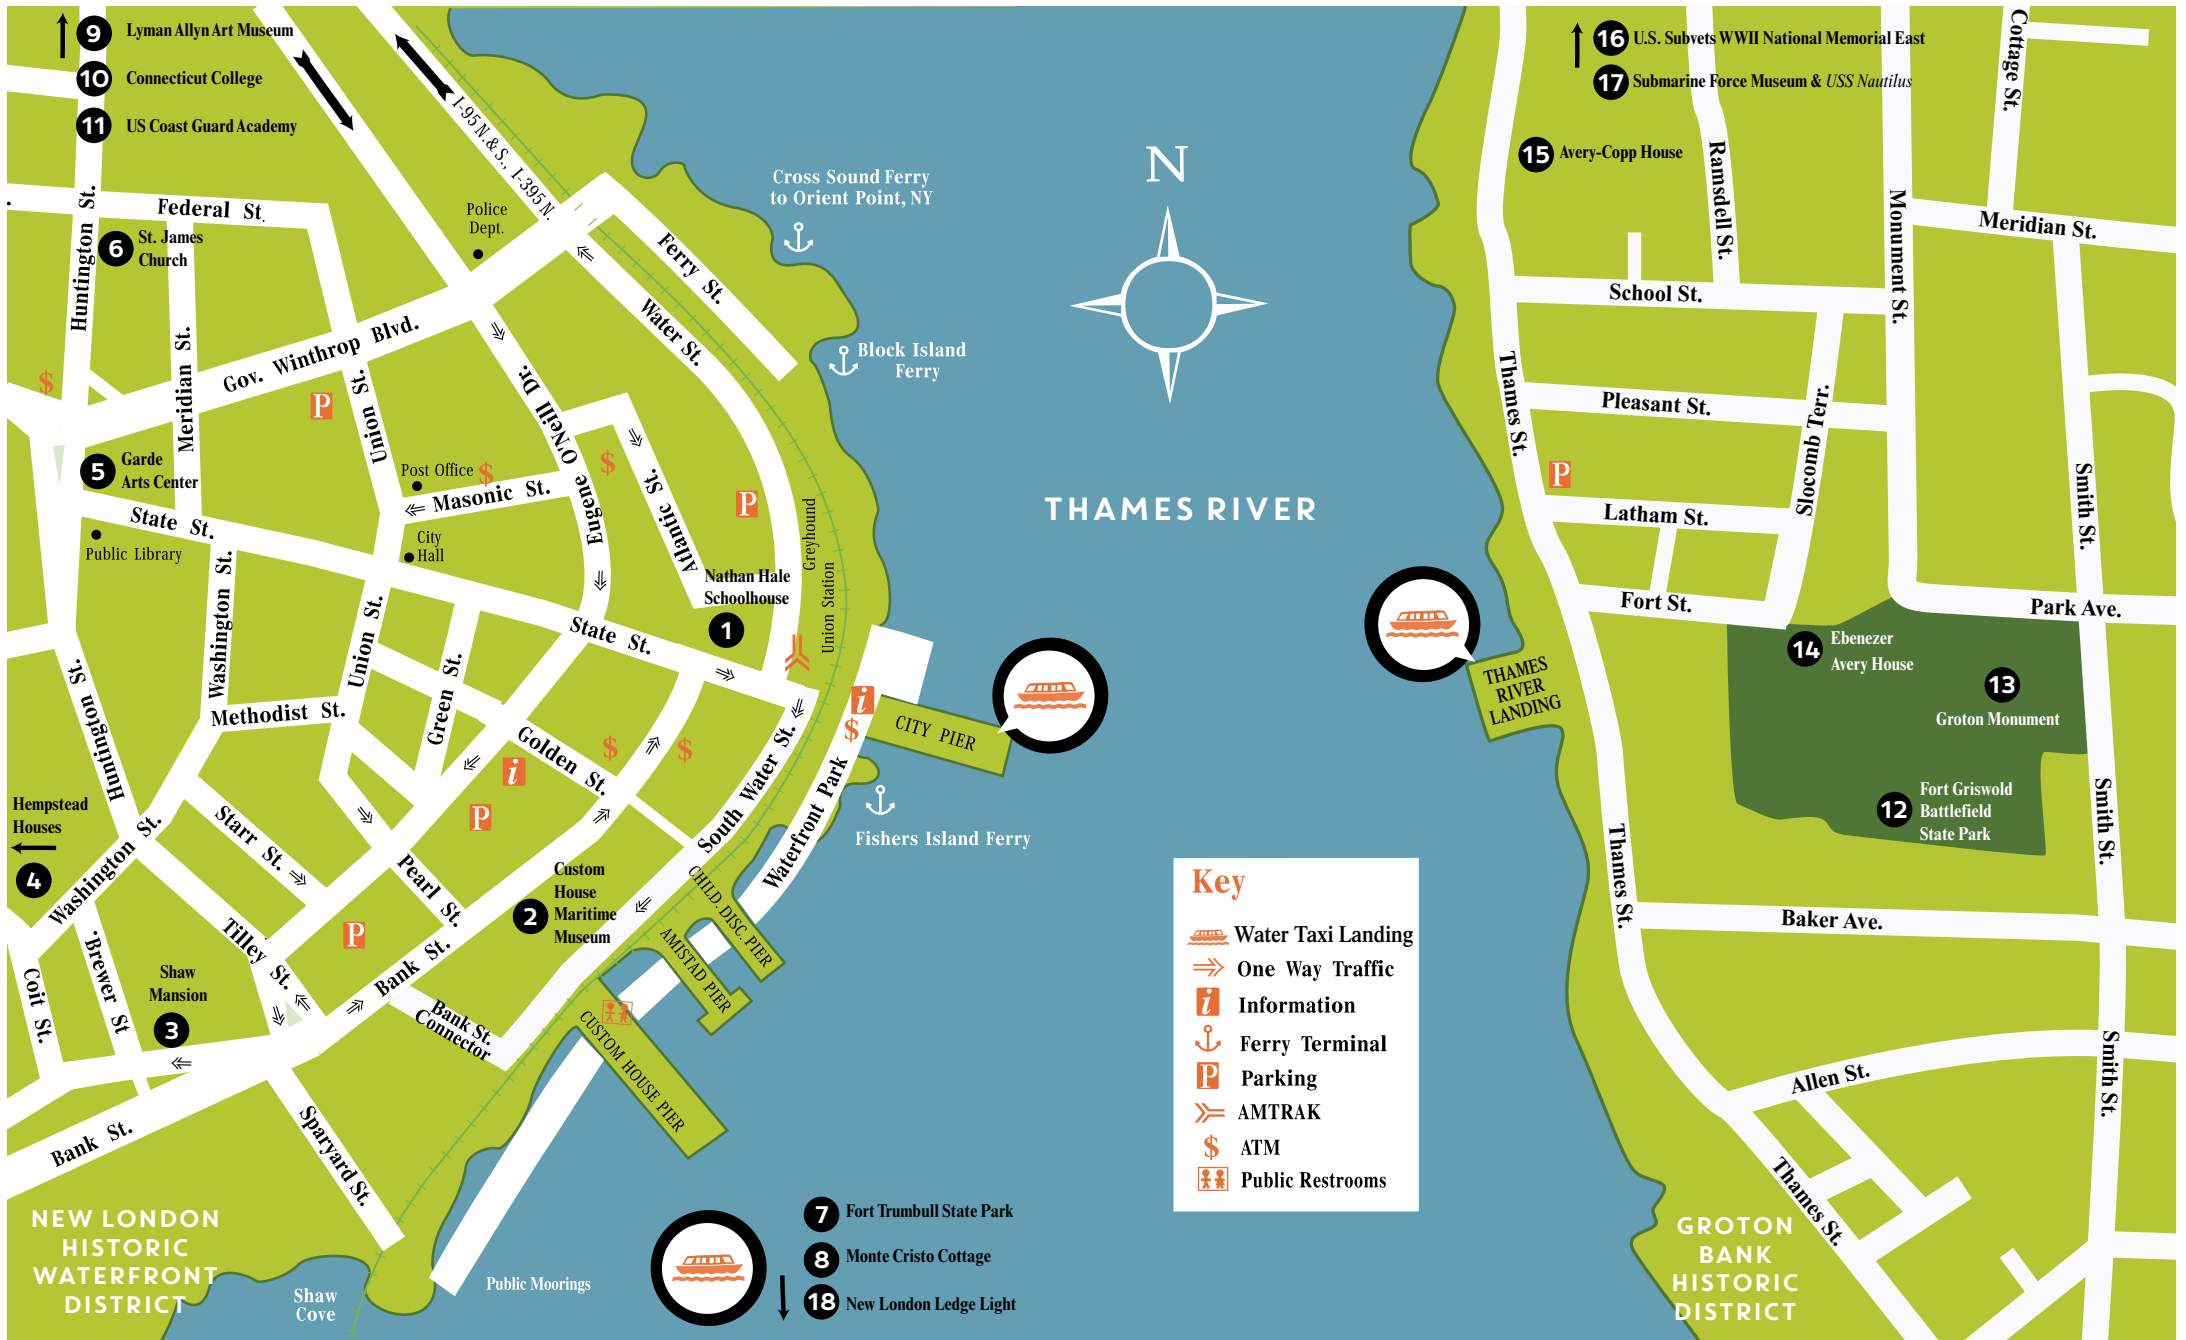 9 Lyman Allyn Art Museum
10 Connecticut College
11 US Coast Guard Academy
I-95 N.&S., I-395 N.
Huntington St.
Federal St.
6 St. James
Church
Police
Dept.
Cross Sound Ferry
to Orient Point, NY
Ferry St.
Water St.
Block Island
Ferry
Gov. Winthrop Blvd.
Meridian St.
Union St.
$
P
Eugene O'Neill Dr.
5 Garde
Arts Center
Post Office
$
Masonic St.
$
Atlantic St.
P
Greyhound
Union Station
State St.
Public Library
City
Hall
Washington St.
Nathan Hale
Schoolhouse
1
Union St.
State St.
Green St.
Huntington St.
Methodist St.
Golden St.
$
$
i
P
i
$
CITY PIER
South Water St.
Waterfront Park
Fishers Island Ferry
Hempstead
Houses
4
Washington St.
Starr St.
Pearl St.
Custom
House
Maritime
Museum
2
CHILD. DISC. PIER
AMISTAD PIER
CUSTOM HOUSE PIER
Tilley St.
P
Bank St.
Brewer St
Coit St.
Shaw
Mansion
3
Bank St.
Connector
Bank St.
Sparyard St.
NEW LONDON
HISTORIC
WATERFRONT
DISTRICT
Shaw
Cove
Public Moorings
7 Fort Trumbull State Park
8 Monte Cristo Cottage
18 New London Ledge Light
N
THAMES RIVER
Key
Water Taxi Landing
One Way Traffic
i Information
Ferry Terminal
P Parking
AMTRAK
$ ATM
Public Restrooms
16 U.S. Subvets WWII National Memorial East
17 Submarine Force Museum & USS Nautilus
15 Avery-Copp House
Cottage St.
Ramsdell St.
Monument St.
Meridian St.
School St.
Thames St.
Pleasant St.
Slocomb Terr.
P
Latham St.
Smith St.
Fort St.
Park Ave.
THAMES
RIVER
LANDING
14 Ebenezer
Avery House
13
Groton Monument
12 Fort Griswold
Battlefield
State Park
Smith St.
Thames St.
Baker Ave.
Allen St.
Smith St.
Thames St.
GROTON
BANK
HISTORIC
DISTRICT